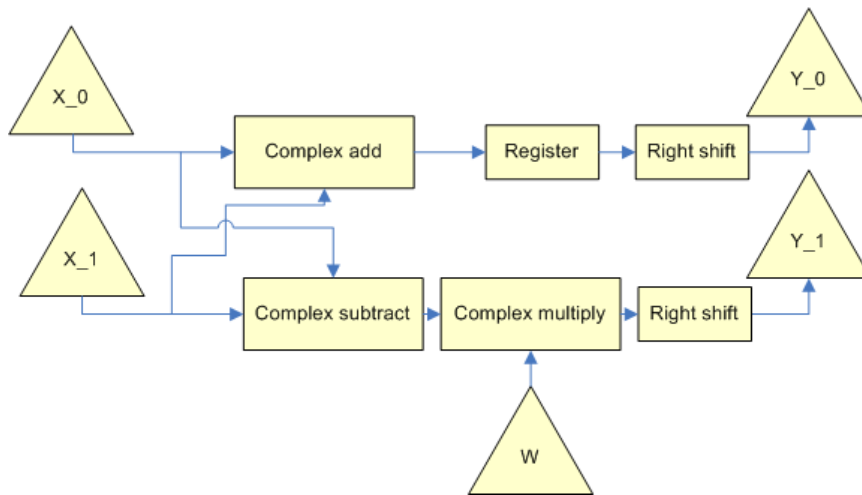 X_0
Complex add
Register
Right shift
Y_0
X_1
Complex subtract
Complex multiply
Right shift
Y_1
W